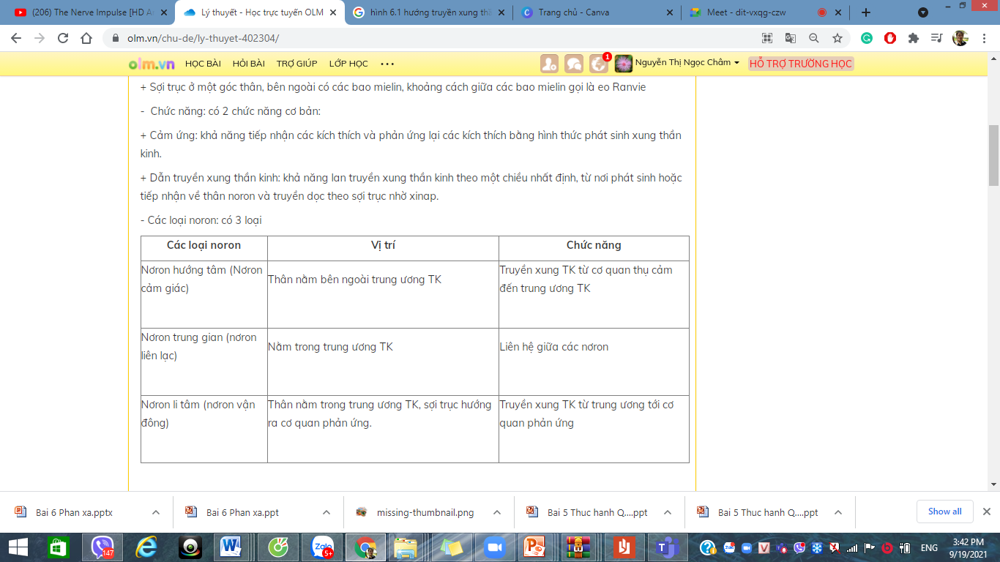 (206) The Nerve Impulse [HD A
Lý thuyết - Học trực tuyến OLM
hình 6.1 hướng truyền xung thầ
Trang chủ - Canva
Meet - dit-vxqg-czw
olm.vn/chu-de/ly-thuyet-402304/
olm.vn HỌC BÀI HỎI BÀI TRỢ GIÚP LỚP HỌC ••• 1 Nguyễn Thị Ngọc Châm HỖ TRỢ TRƯỜNG HỌC
+ Sợi trục ở một góc thân, bên ngoài có các bao mielin, khoảng cách giữa các bao mielin gọi là eo Ranvie
- Chức năng: có 2 chức năng cơ bản:
+ Cảm ứng: khả năng tiếp nhận các kích thích và phản ứng lại các kích thích bằng hình thức phát sinh xung thần
kinh.
+ Dẫn truyền xung thần kinh: khả năng lan truyền xung thần kinh theo một chiều nhất định, từ nơi phát sinh hoặc
tiếp nhận về thân noron và truyền dọc theo sợi trục nhờ xinap.
- Các loại noron: có 3 loại
Các loại noron Vị trí Chức năng
Nơron hướng tâm (Nơron
cảm giác)
Thân nằm bên ngoài trung ương TK
Truyền xung TK từ cơ quan thụ cảm
đến trung ương TK
Nơron trung gian (nơron
liên lạc)
Nằm trong trung ương TK
Liên hệ giữa các nơron
Nơron li tâm (nơron vận
đông)
Thân nằm trong trung ương TK, sợi trục hướng
ra cơ quan phản ứng.
Truyền xung TK từ trung ương tới cơ
quan phản ứng
Bai 6 Phan xa.pptx
Bai 6 Phan xa.ppt
missing-thumbnail.png
Bai 5 Thuc hanh Q....ppt
Bai 5 Thuc hanh Q....ppt
Show all
147
Zalo
5+
ENG
3:42 PM
9/19/2021